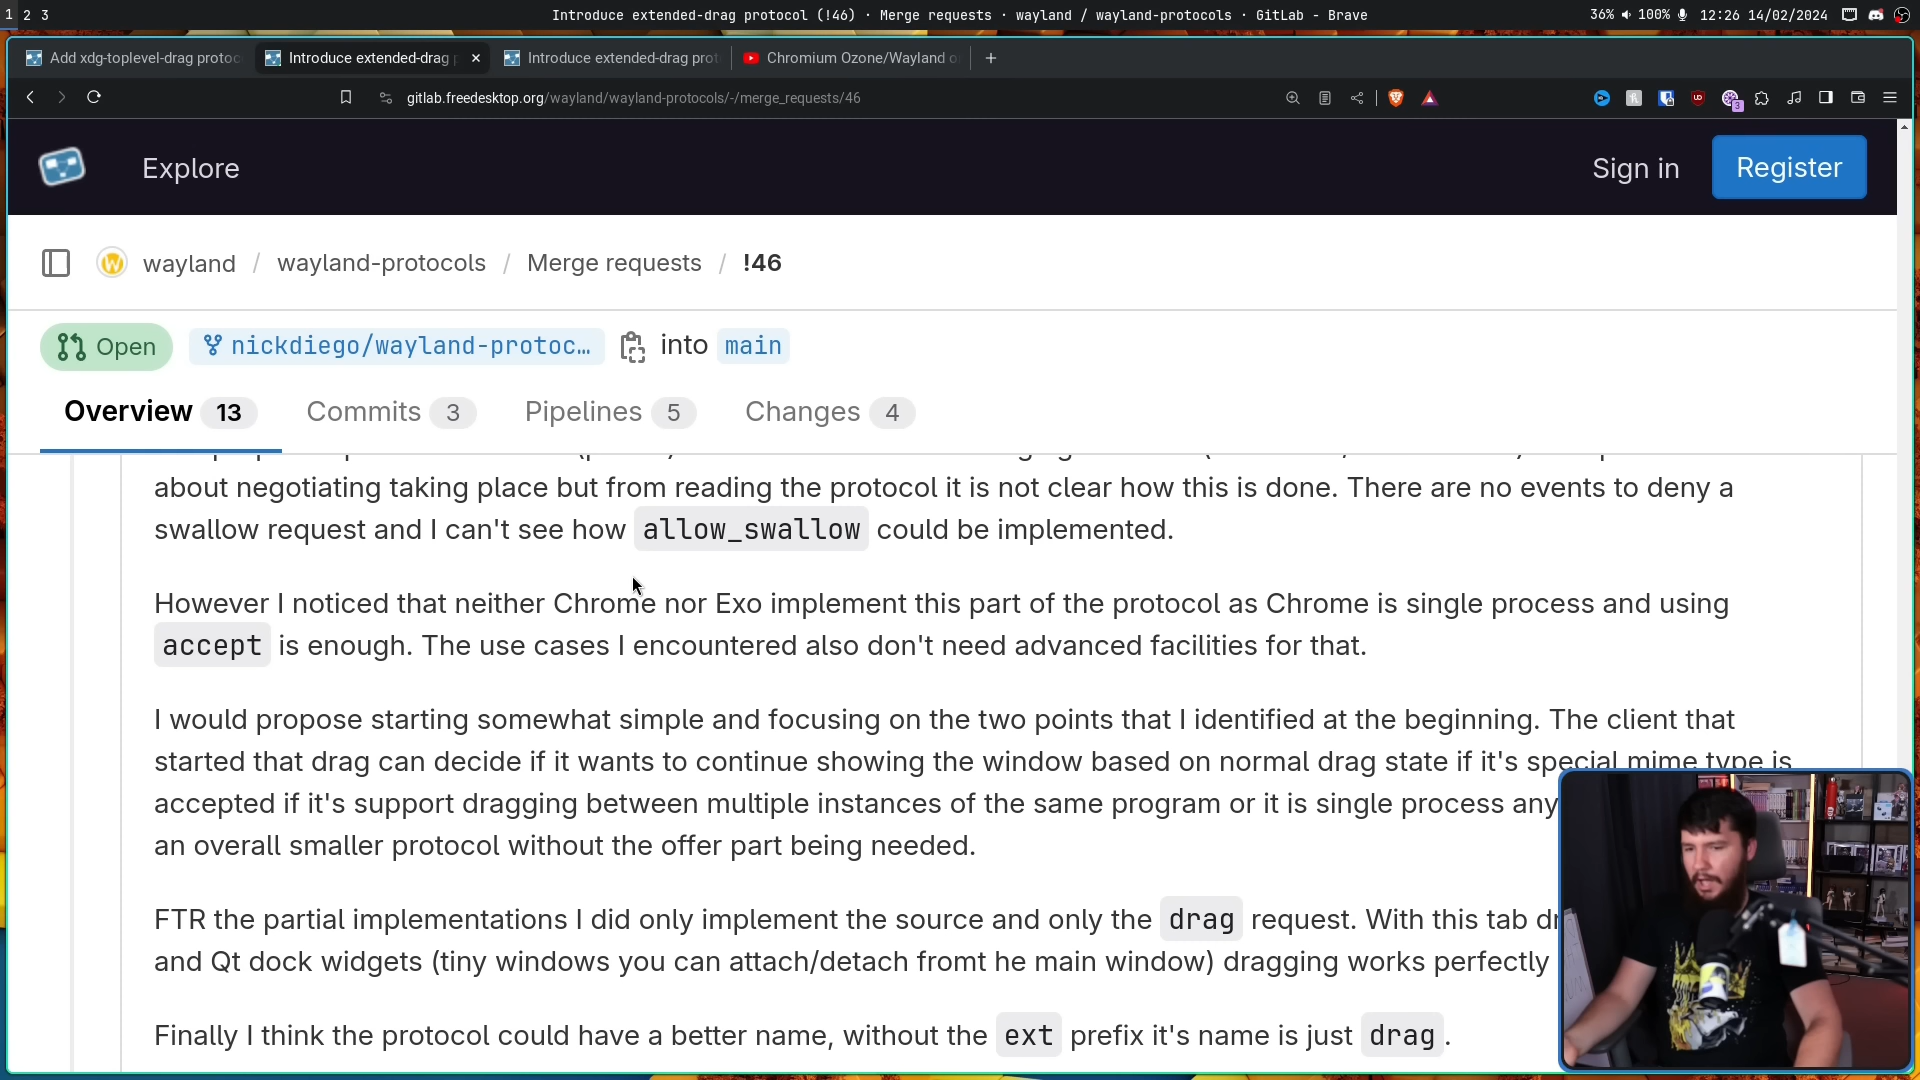 1 2 3
Introduce extended-drag protocol (!46) · Merge requests · wayland / wayland-protocols · GitLab - Brave
36% 100% 12:26 14/02/2024
Add xdg-toplevel-drag protoc
Introduce extended-drag p
Introduce extended-drag prot
Chromium Ozone/Wayland o
gitlab.freedesktop.org/wayland/wayland-protocols/-/merge_requests/46
3
Explore
Sign in
Register
wayland / wayland-protocols / Merge requests / !46
Open nickdiego/wayland-protoc… into main
Overview 13 Commits 3 Pipelines 5 Changes 4
about negotiating taking place but from reading the protocol it is not clear how this is done. There are no events to deny a
swallow request and I can't see how allow_swallow could be implemented.
However I noticed that neither Chrome nor Exo implement this part of the protocol as Chrome is single process and using
accept is enough. The use cases I encountered also don't need advanced facilities for that.
I would propose starting somewhat simple and focusing on the two points that I identified at the beginning. The client that
started that drag can decide if it wants to continue showing the window based on normal drag state if it's special mime type is
accepted if it's support dragging between multiple instances of the same program or it is single process any
an overall smaller protocol without the offer part being needed.
FTR the partial implementations I did only implement the source and only the drag request. With this tab dr
and Qt dock widgets (tiny windows you can attach/detach fromt he main window) dragging works perfectly
Finally I think the protocol could have a better name, without the ext prefix it's name is just drag.